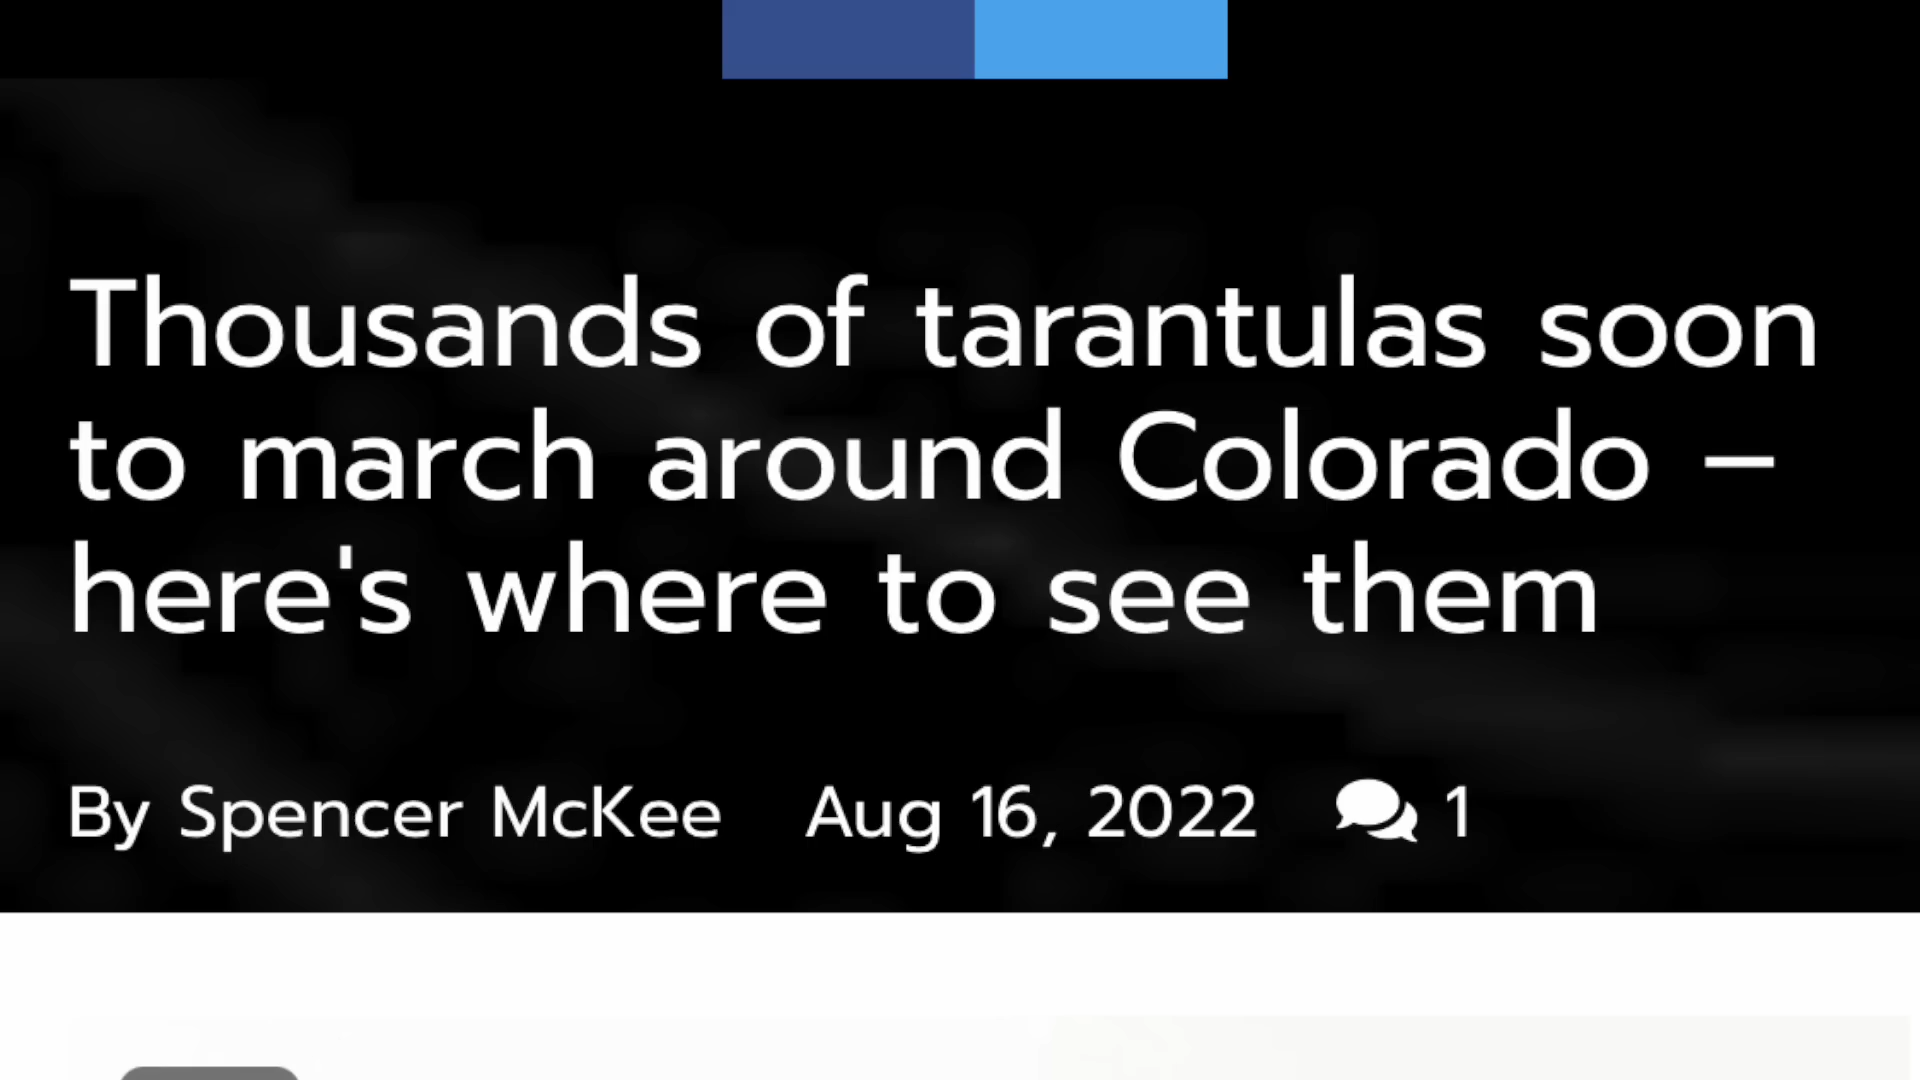 Thousands of tarantulas soon
to march around Colorado –
here's where to see them
By Spencer McKee Aug 16, 2022 1